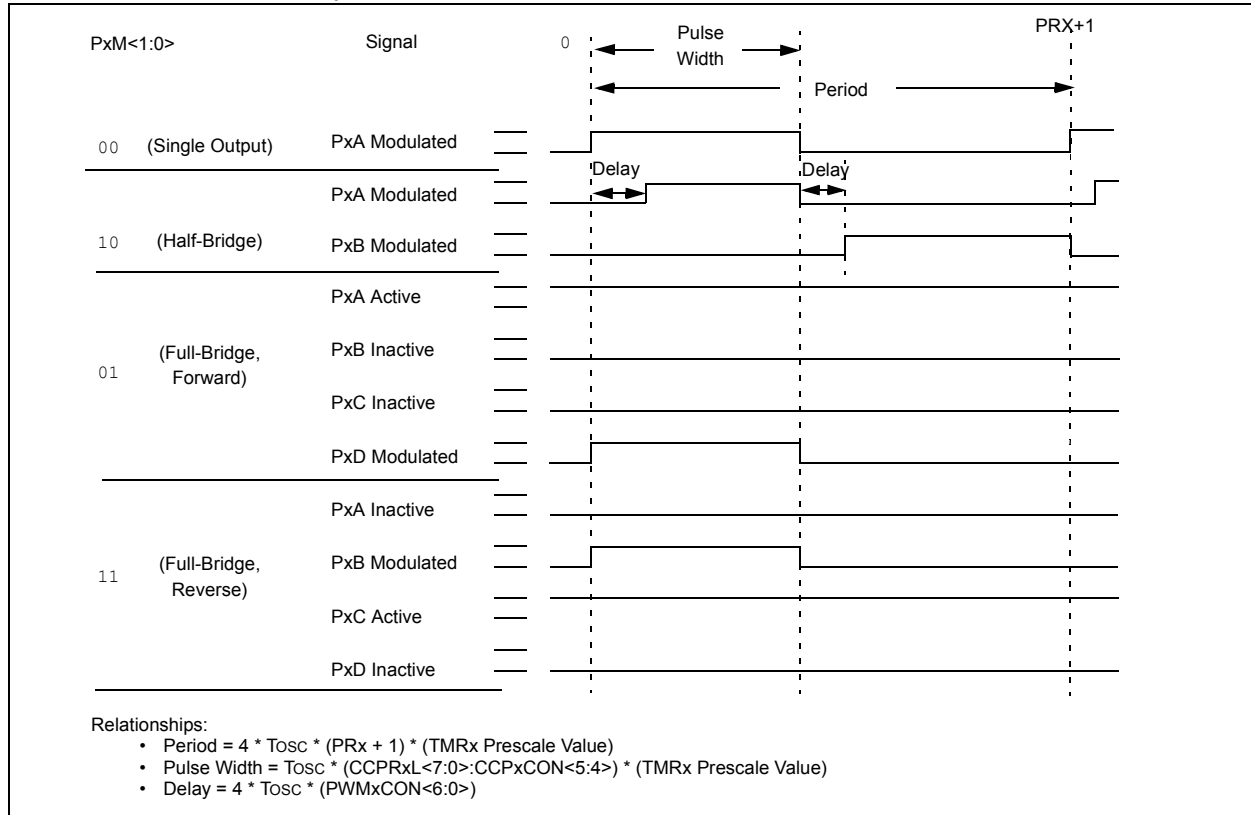 PxM<1:0>
Signal
0
Pulse
Width
PRX+1
Period
00
(Single Output)
PxA Modulated
Delay
Delay
PxA Modulated
10
(Half-Bridge)
PxB Modulated
PxA Active
01
(Full-Bridge,
Forward)
PxB Inactive
PxC Inactive
PxD Modulated
PxA Inactive
11
(Full-Bridge,
Reverse)
PxB Modulated
PxC Active
PxD Inactive
Relationships:
• Period = 4 * TOSC * (PRx + 1) * (TMRx Prescale Value)
• Pulse Width = TOSC * (CCPRxL<7:0>:CCPxCON<5:4>) * (TMRx Prescale Value)
• Delay = 4 * TOSC * (PWMxCON<6:0>)